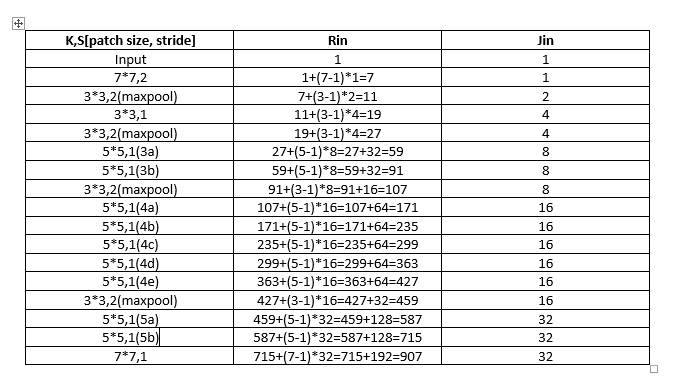 K,S[patch size, stride] Rin Jin
Input 1 1
7*7,2 1+(7-1)*1=7 1
3*3,2(maxpool) 7+(3-1)*2=11 2
3*3,1 11+(3-1)*4=19 4
3*3,2(maxpool) 19+(3-1)*4=27 4
5*5,1(3a) 27+(5-1)*8=27+32=59 8
5*5,1(3b) 59+(5-1)*8=59+32=91 8
3*3,2(maxpool) 91+(3-1)*8=91+16=107 8
5*5,1(4a) 107+(5-1)*16=107+64=171 16
5*5,1(4b) 171+(5-1)*16=171+64=235 16
5*5,1(4c) 235+(5-1)*16=235+64=299 16
5*5,1(4d) 299+(5-1)*16=299+64=363 16
5*5,1(4e) 363+(5-1)*16=363+64=427 16
3*3,2(maxpool) 427+(3-1)*16=427+32=459 16
5*5,1(5a) 459+(5-1)*32=459+128=587 32
5*5,1(5b) 587+(5-1)*32=587+128=715 32
7*7,1 715+(7-1)*32=715+192=907 32